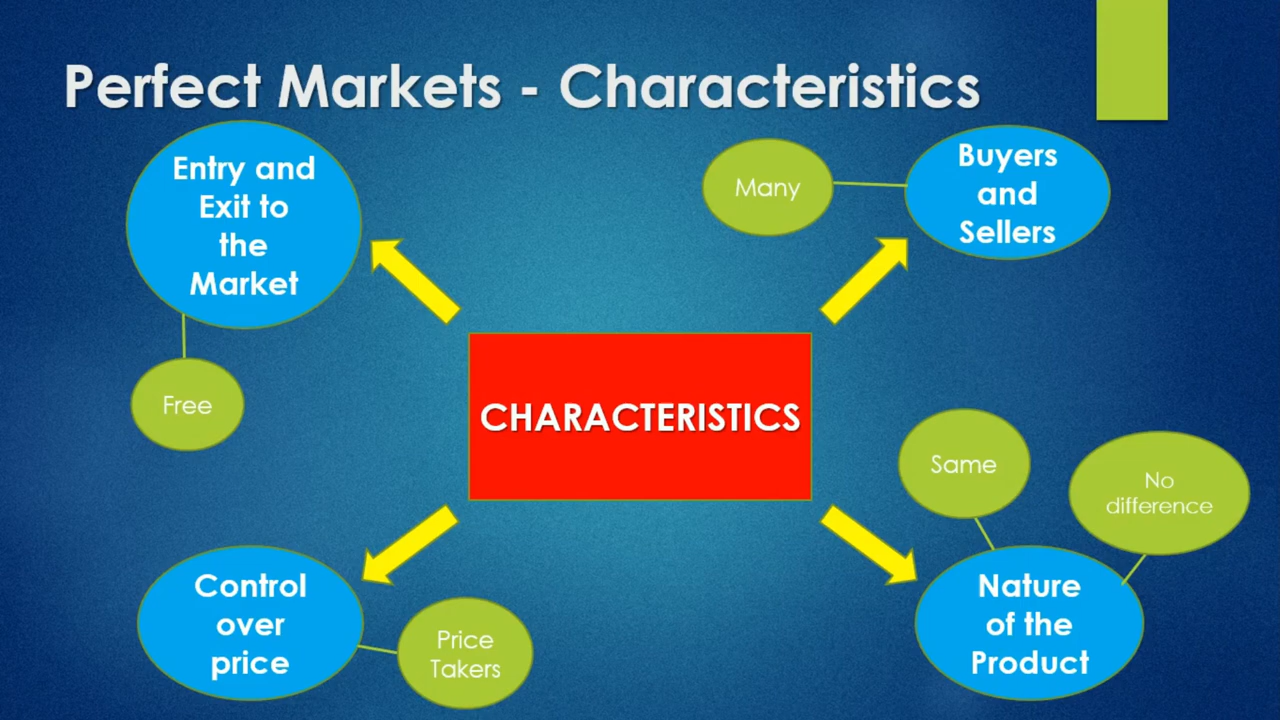 Perfect Markets - Characteristics
Entry and
Exit to
the
Market
Free
Many
Buyers
and
Sellers
CHARACTERISTICS
Same
No
difference
Control
over
price
Price
Takers
Nature
of the
Product